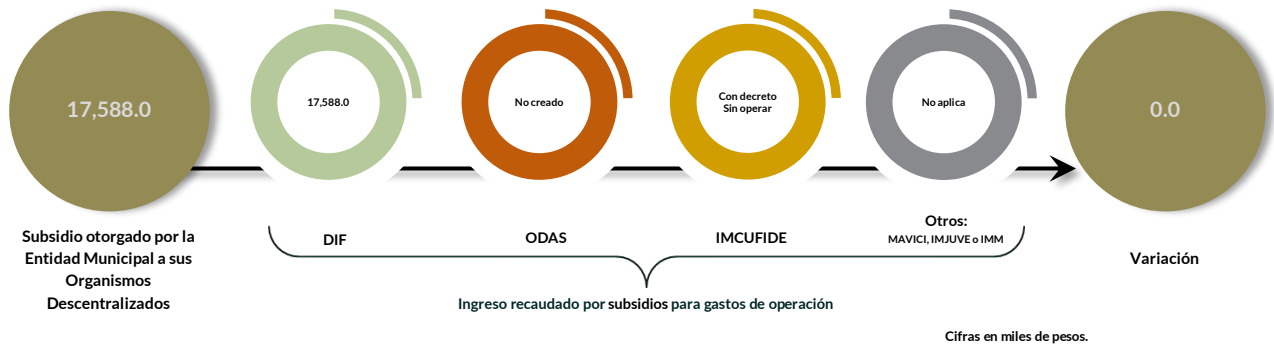 17,588.0
17,588.0
No creado
Con decreto
Sin operar
No aplica
0.0
Subsidio otorgado por la
Entidad Municipal a sus
Organismos
Descentralizados
DIF
ODAS
IMCUFIDE
Otros:
MAVICI, IMJUVE o IMM
Variación
Ingreso recaudado por subsidios para gastos de operación
Cifras en miles de pesos.